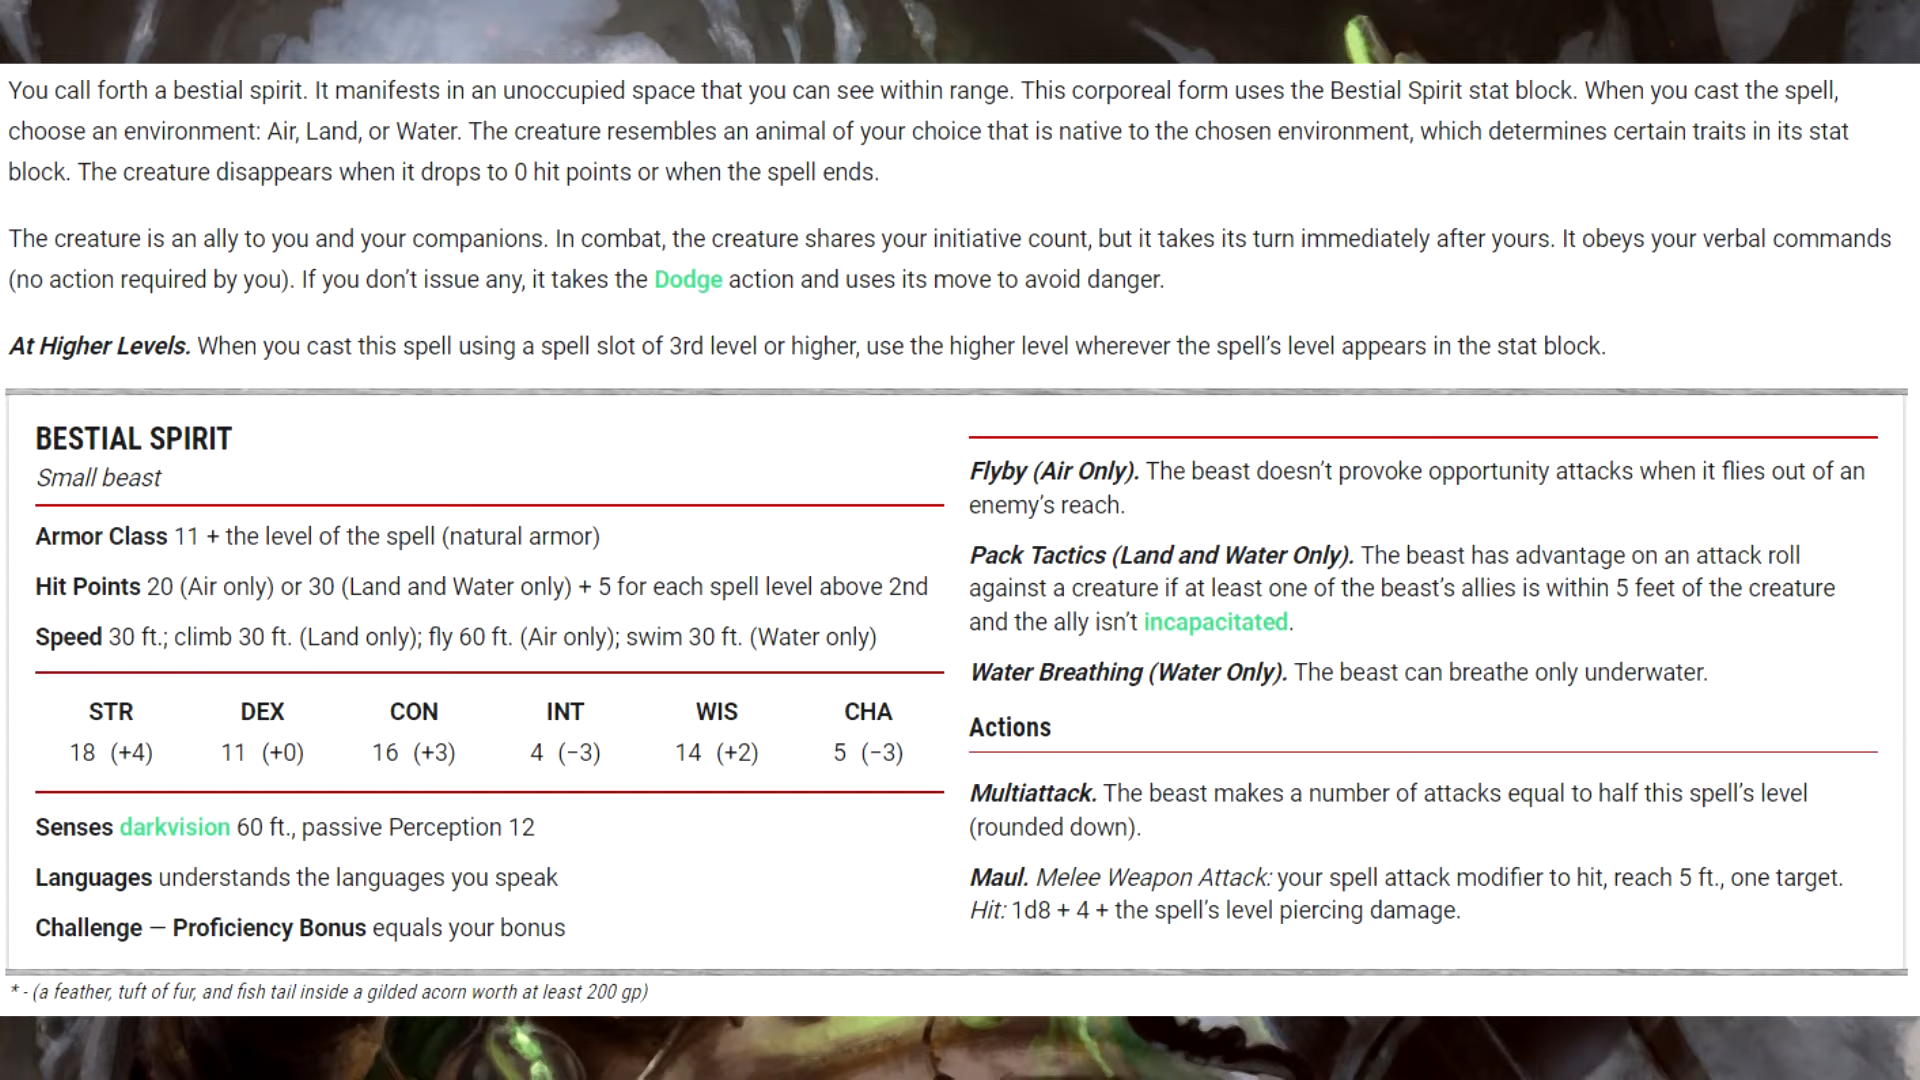 You call forth a bestial spirit. It manifests in an unoccupied space that you can see within range. This corporeal form uses the Bestial Spirit stat block. When you cast the spell,
choose an environment: Air, Land, or Water. The creature resembles an animal of your choice that is native to the chosen environment, which determines certain traits in its stat
block. The creature disappears when it drops to 0 hit points or when the spell ends.
The creature is an ally to you and your companions. In combat, the creature shares your initiative count, but it takes its turn immediately after yours. It obeys your verbal commands
(no action required by you). If you don’t issue any, it takes the Dodge action and uses its move to avoid danger.
At Higher Levels. When you cast this spell using a spell slot of 3rd level or higher, use the higher level wherever the spell’s level appears in the stat block.
BESTIAL SPIRIT
Small beast
Armor Class 11 + the level of the spell (natural armor)
Hit Points 20 (Air only) or 30 (Land and Water only) + 5 for each spell level above 2nd
Speed 30 ft.; climb 30 ft. (Land only); fly 60 ft. (Air only); swim 30 ft. (Water only)
STR DEX CON INT WIS CHA
18 (+4) 11 (+0) 16 (+3) 4 (−3) 14 (+2) 5 (−3)
Senses darkvision 60 ft., passive Perception 12
Languages understands the languages you speak
Challenge — Proficiency Bonus equals your bonus
Flyby (Air Only). The beast doesn’t provoke opportunity attacks when it flies out of an
enemy’s reach.
Pack Tactics (Land and Water Only). The beast has advantage on an attack roll
against a creature if at least one of the beast’s allies is within 5 feet of the creature
and the ally isn’t incapacitated.
Water Breathing (Water Only). The beast can breathe only underwater.
Actions
Multiattack. The beast makes a number of attacks equal to half this spell’s level
(rounded down).
Maul. Melee Weapon Attack: your spell attack modifier to hit, reach 5 ft., one target.
Hit: 1d8 + 4 + the spell’s level piercing damage.
* - (a feather, tuft of fur, and fish tail inside a gilded acorn worth at least 200 gp)